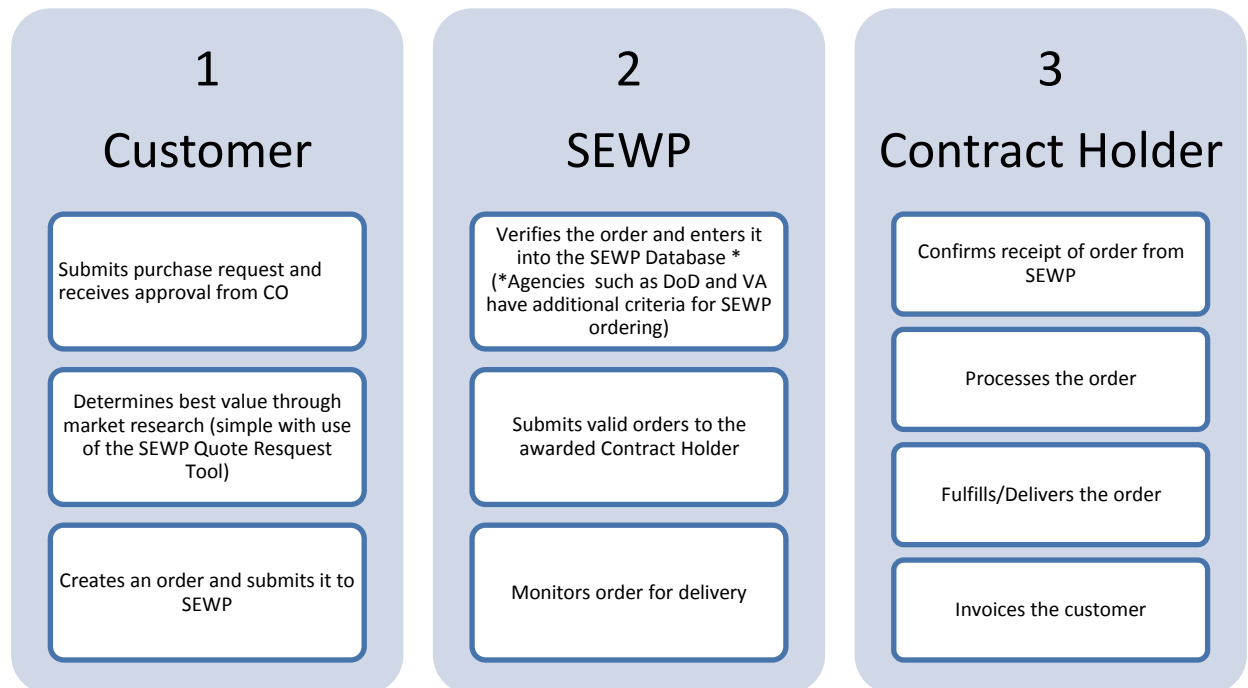 1
Customer
Submits purchase request and
receives approval from CO
Determines best value through
market research (simple with use
of the SEWP Quote Resquest
Tool)
Creates an order and submits it to
SEWP
2
SEWP
Verifies the order and enters it
into the SEWP Database *
(*Agencies such as DoD and VA
have additional criteria for SEWP
ordering)
Submits valid orders to the
awarded Contract Holder
Monitors order for delivery
3
Contract Holder
Confirms receipt of order from
SEWP
Processes the order
Fulfills/Delivers the order
Invoices the customer